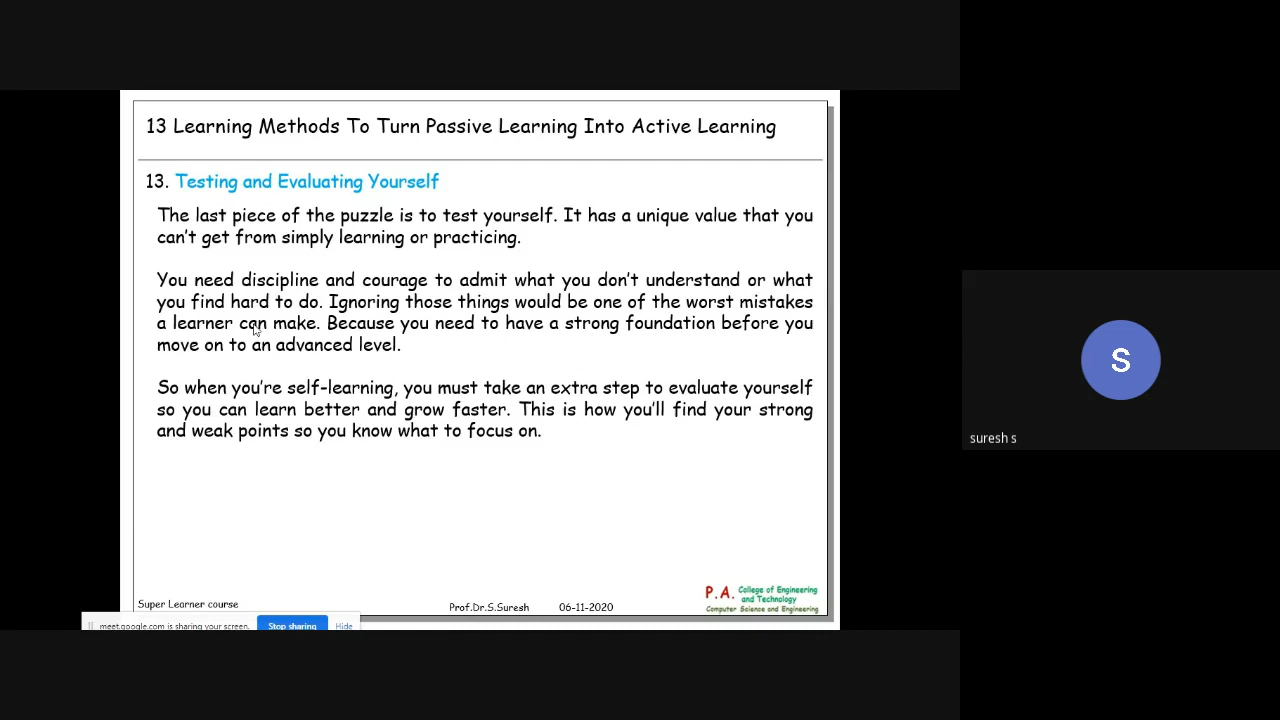 13 Learning Methods To Turn Passive Learning Into Active Learning
13. Testing and Evaluating Yourself
The last piece of the puzzle is to test yourself. It has a unique value that you
can't get from simply learning or practicing.
You need discipline and courage to admit what you don't understand or what
you find hard to do. Ignoring those things would be one of the worst mistakes
a learner can make. Because you need to have a strong foundation before you
move on to an advanced level.
So when you're self-learning, you must take an extra step to evaluate yourself
so you can learn better and grow faster. This is how you'll find your strong
and weak points so you know what to focus on.
S
suresh s
Super Learner course
Prof.Dr.S.Suresh 06-11-2020
P.A. College of Engineering
and Technology
Computer Science and Engineering
meet.google.com is sharing your screen. Stop sharing Hide